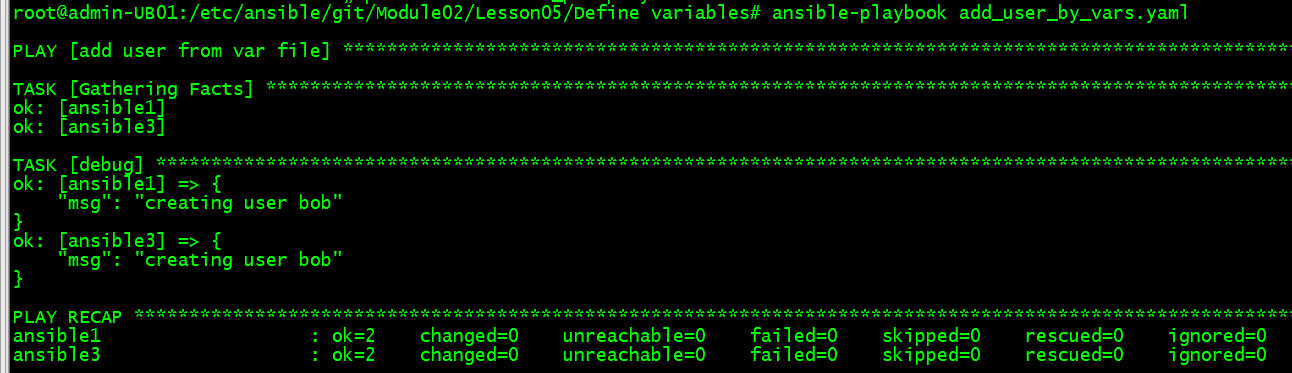 root@admin-UB01:/etc/ansible/git/Module02/Lesson05/Define variables# ansible-playbook add_user_by_vars.yaml
PLAY [add user from var file] ****************************************************************************************
TASK [Gathering Facts] ***********************************************************************************************
ok: [ansible1]
ok: [ansible3]
TASK [debug] *********************************************************************************************************
ok: [ansible1] => {
    "msg": "creating user bob"
}
ok: [ansible3] => {
    "msg": "creating user bob"
}
PLAY RECAP ***********************************************************************************************************
ansible1                   : ok=2    changed=0    unreachable=0    failed=0    skipped=0    rescued=0    ignored=0
ansible3                   : ok=2    changed=0    unreachable=0    failed=0    skipped=0    rescued=0    ignored=0